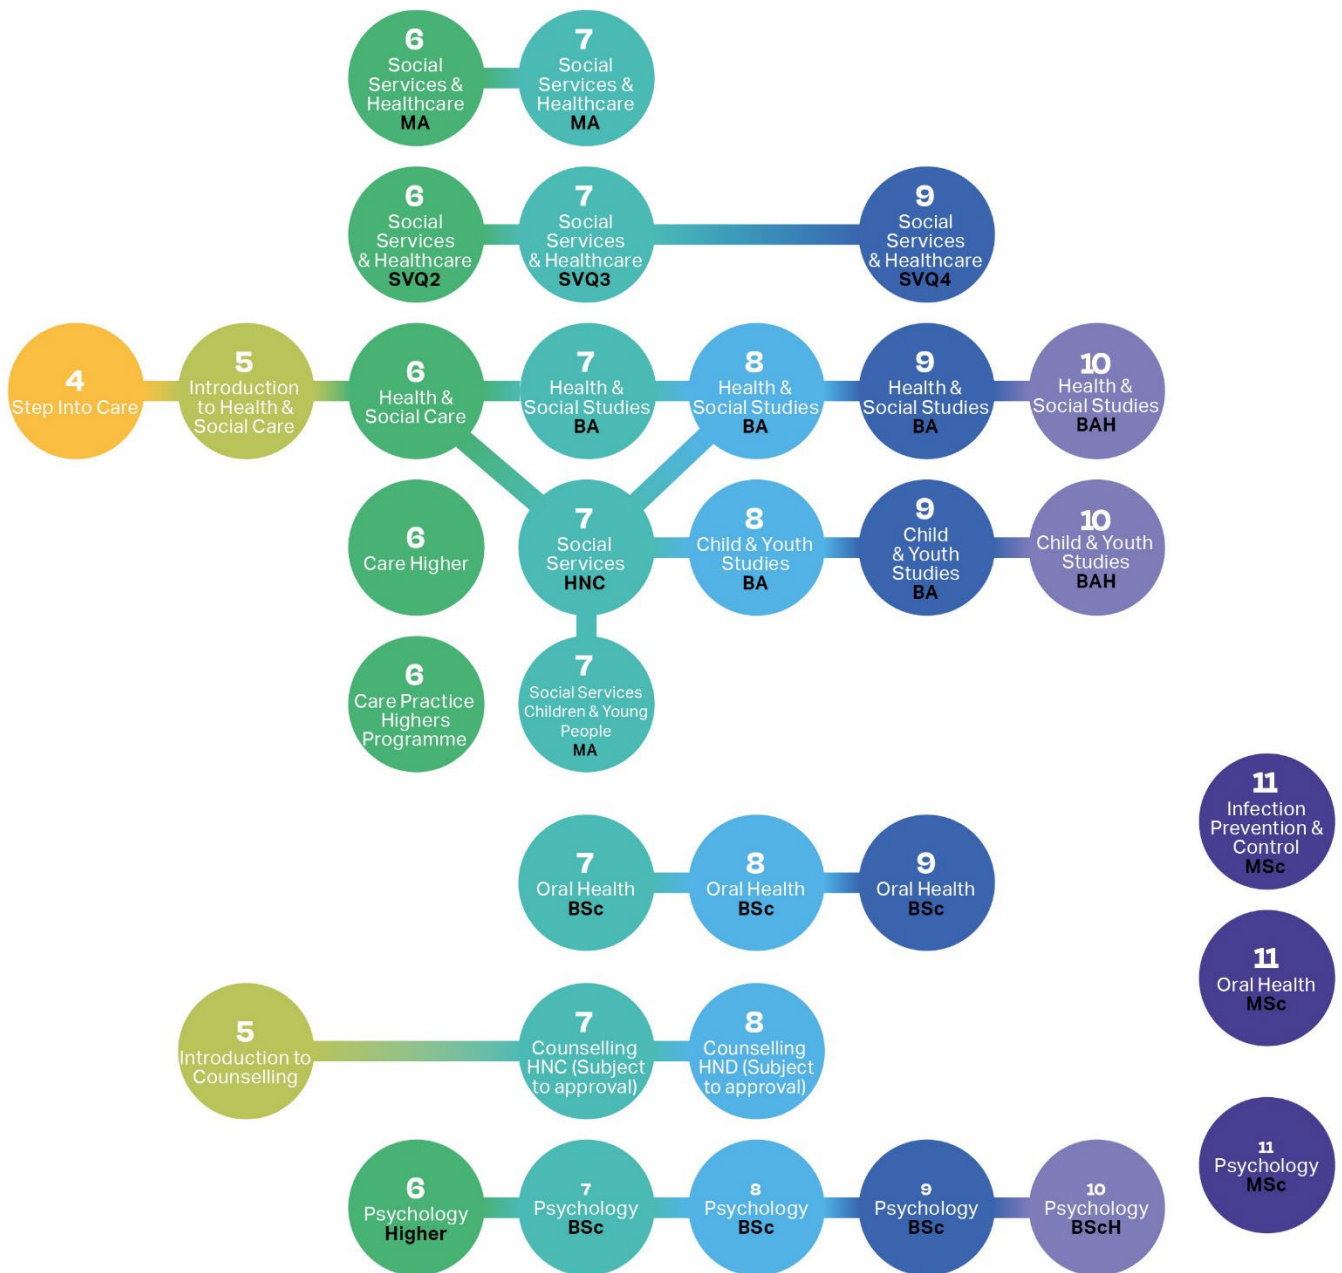 6
Social
Services &
Healthcare
MA
7
Social
Services &
Healthcare
MA
6
Social
Services
& Healthcare
SVQ2
7
Social
Services
& Healthcare
SVQ3
9
Social
Services
& Healthcare
SVQ4
4
Step Into Care
5
Introduction
to Health &
Social Care
6
Health &
Social Care
7
Health &
Social Studies
BA
8
Health &
Social Studies
BA
9
Health &
Social Studies
BA
10
Health &
Social Studies
BAH
6
Care Higher
7
Social
Services
HNC
8
Child & Youth
Studies
BA
9
Child
& Youth
Studies
BA
10
Child & Youth
Studies
BAH
6
Care Practice
Highers
Programme
7
Social Services
Children & Young
People
MA
11
Infection
Prevention &
Control
MSc
7
Oral Health
BSc
8
Oral Health
BSc
9
Oral Health
BSc
11
Oral Health
MSc
5
Introduction to
Counselling
7
Counselling
HNC (Subject
to approval)
8
Counselling
HND (Subject
to approval)
11
Psychology
MSc
6
Psychology
Higher
7
Psychology
BSc
8
Psychology
BSc
9
Psychology
BSc
10
Psychology
BScH